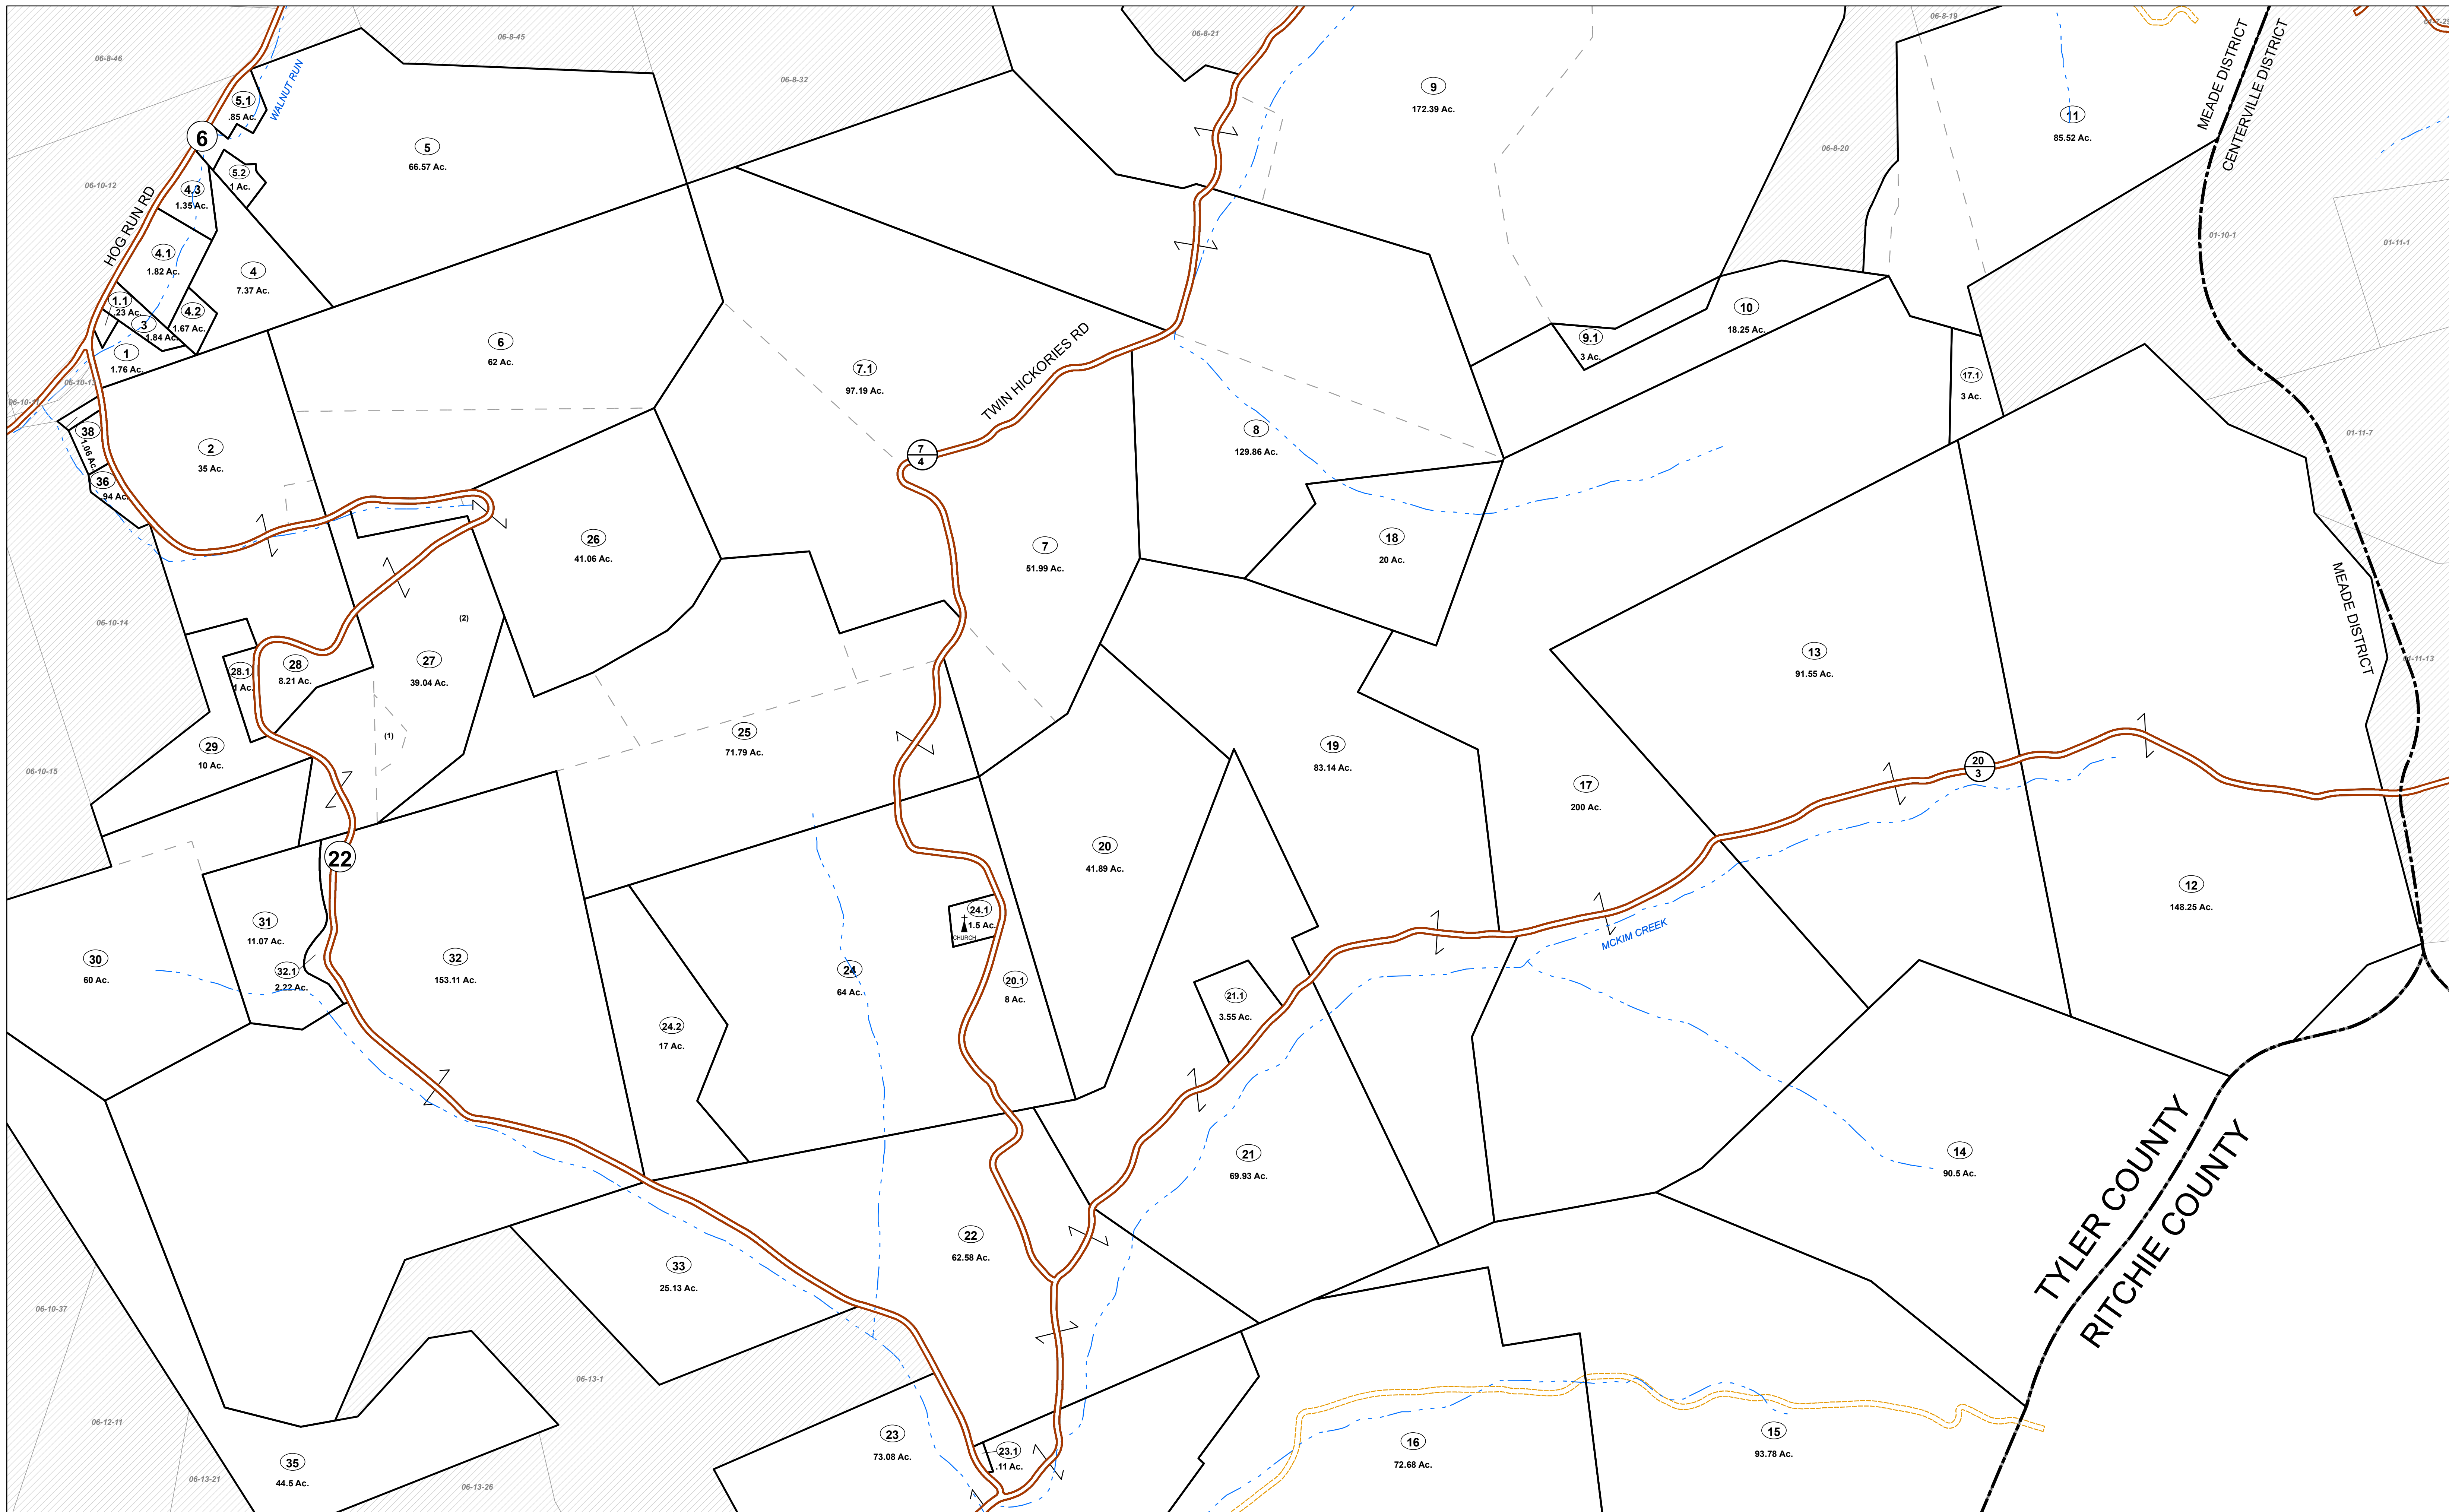 06-8-19
06-8-21
06-8-45
06-8-46
06-8-32
WALNUT RUN
MEADE DISTRICT
CENTERVILLE DISTRICT
9
172.39 Ac.
5.1
.85 Ac.
11
85.52 Ac.
6
5
66.57 Ac.
06-8-20
5.2
1 Ac.
06-10-12
4.3
1.35 Ac.
HOG RUN RD
01-10-1
01-11-1
4.1
1.82 Ac.
4
7.37 Ac.
1.1
.23 Ac.
4.2
1.67 Ac.
3
1.84 Ac.
10
18.25 Ac.
9.1
3 Ac.
6
62 Ac.
1
1.76 Ac.
7.1
97.19 Ac.
TWIN HICKORIES RD
17.1
3 Ac.
06-10-13
06-10-11
38
1.06 Ac.
8
129.86 Ac.
01-11-7
2
35 Ac.
7
4
36
.94 Ac.
26
41.06 Ac.
7
51.99 Ac.
18
20 Ac.
MEADE DISTRICT
06-10-14
(2)
13
91.55 Ac.
01-11-13
28.1
1 Ac.
28
8.21 Ac.
27
39.04 Ac.
(1)
25
71.79 Ac.
29
10 Ac.
19
83.14 Ac.
06-10-15
20
3
17
200 Ac.
22
20
41.89 Ac.
12
148.25 Ac.
31
11.07 Ac.
24.1
1.5 Ac.
CHURCH
MCKIM CREEK
30
60 Ac.
32
153.11 Ac.
32.1
2.22 Ac.
24
64 Ac.
20.1
8 Ac.
21.1
3.55 Ac.
24.2
17 Ac.
21
69.93 Ac.
14
90.5 Ac.
TYLER COUNTY
RITCHIE COUNTY
22
62.58 Ac.
33
25.13 Ac.
06-10-37
06-13-1
06-12-11
23
73.08 Ac.
23.1
.11 Ac.
16
72.68 Ac.
15
93.78 Ac.
35
44.5 Ac.
06-13-21
06-13-26